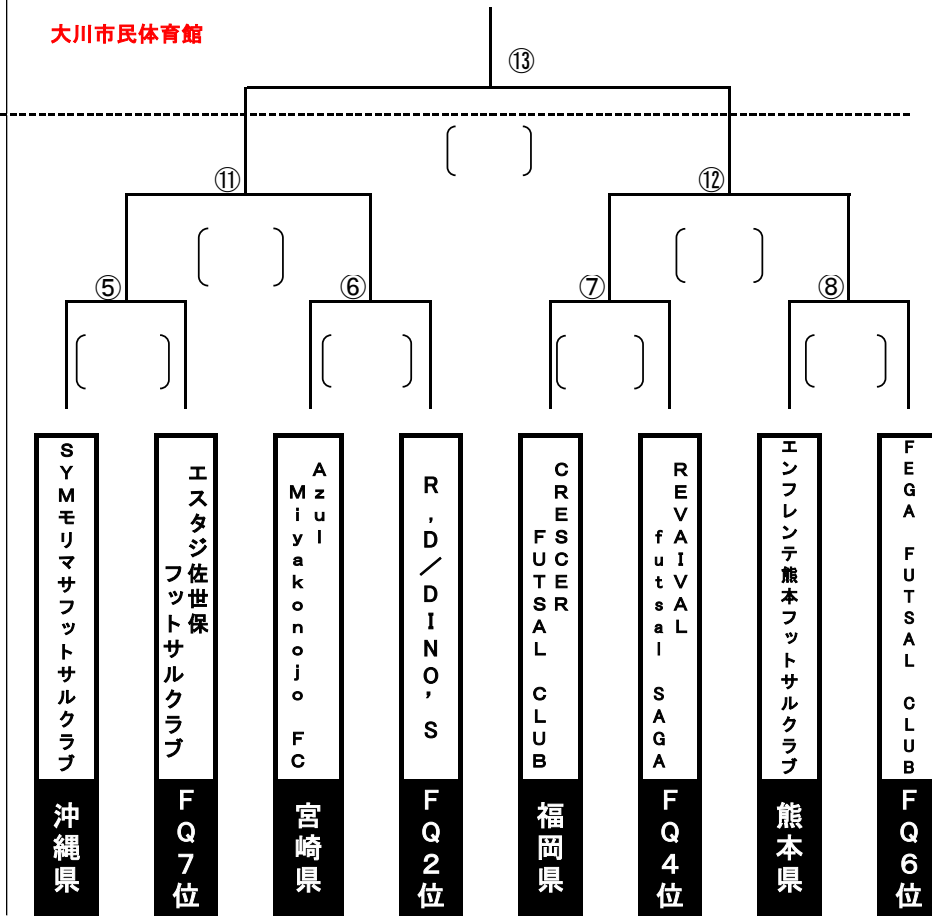 大川市民体育館
⑬
⑪
⑫
⑤
⑥
⑦
⑧
SYMモリマサフットサルクラブ
沖縄県
エスタジ佐世保
フットサルクラブ
FQ7位
Azul
Miyakonojo FC
宮崎県
R,D/DINO'S
FQ2位
CRESCER
FUTSAL CLUB
福岡県
REVAIVAL
futsal SAGA
FQ4位
エンフレンテ熊本フットサルクラブ
熊本県
FEGA FUTSAL CLUB
FQ6位